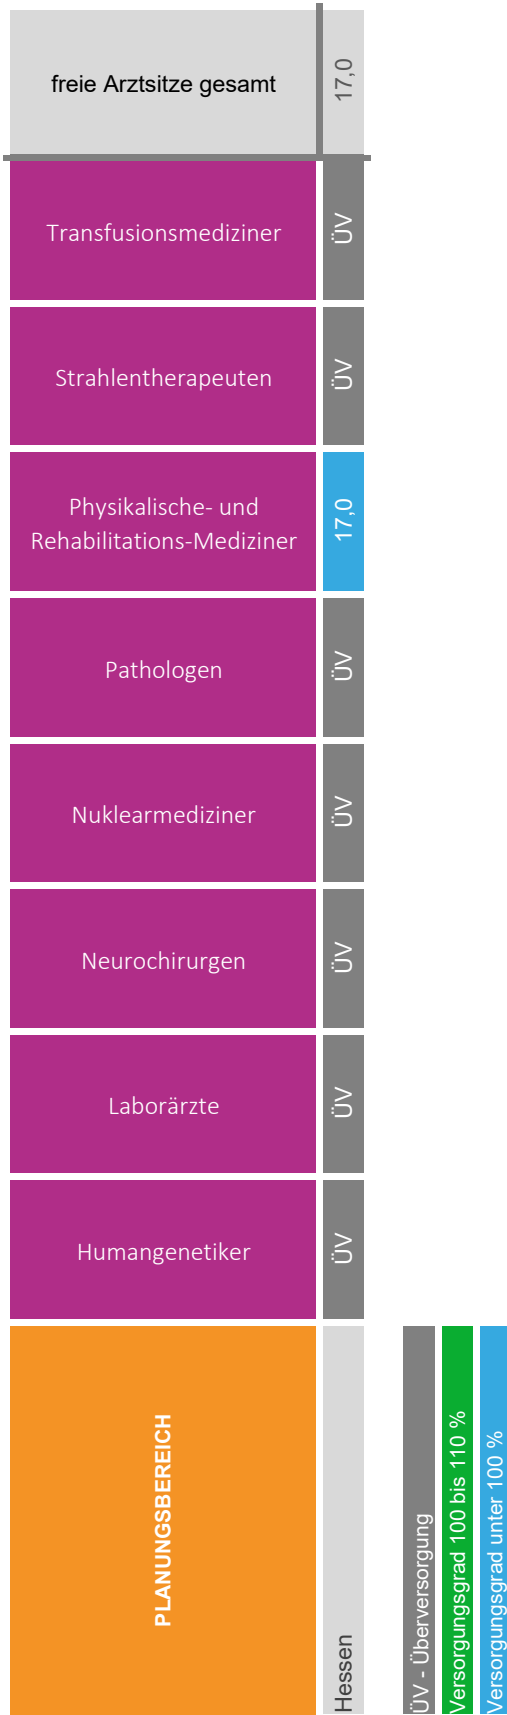 freie Arztsitze gesamt
17,0
Transfusionsmediziner
ÜV
Strahlentherapeuten
ÜV
Physikalische- und
Rehabilitations-Mediziner
17,0
Pathologen
ÜV
Nuklearmediziner
ÜV
Neurochirurgen
ÜV
Laborärzte
ÜV
Humangenetiker
ÜV
PLANUNGSBEREICH
Hessen
ÜV - Überversorgung
Versorgungsgrad 100 bis 110 %
Versorgungsgrad unter 100 %